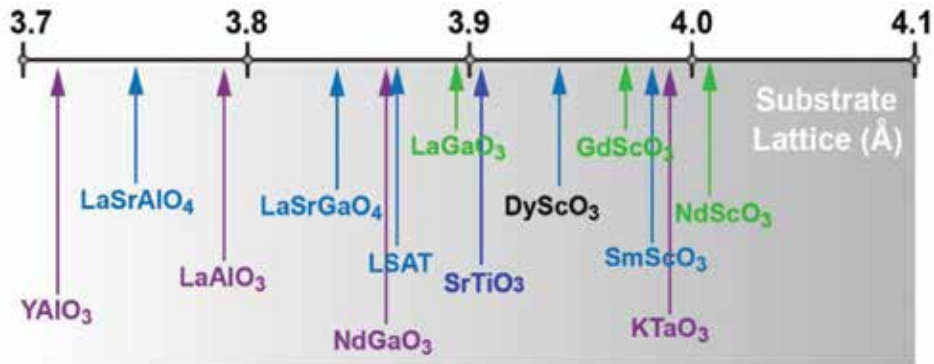 3.7 3.8 3.9 4.0 4.1
Substrate
Lattice (Å)
LaGaO₃ GdScO₃
LaSrAlO₄ LaSrGaO₄ DyScO₃ NdScO₃
LaAlO₃ LSAT SrTiO3 SmScO₃
YAlO₃ NdGaO₃ KTaO₃